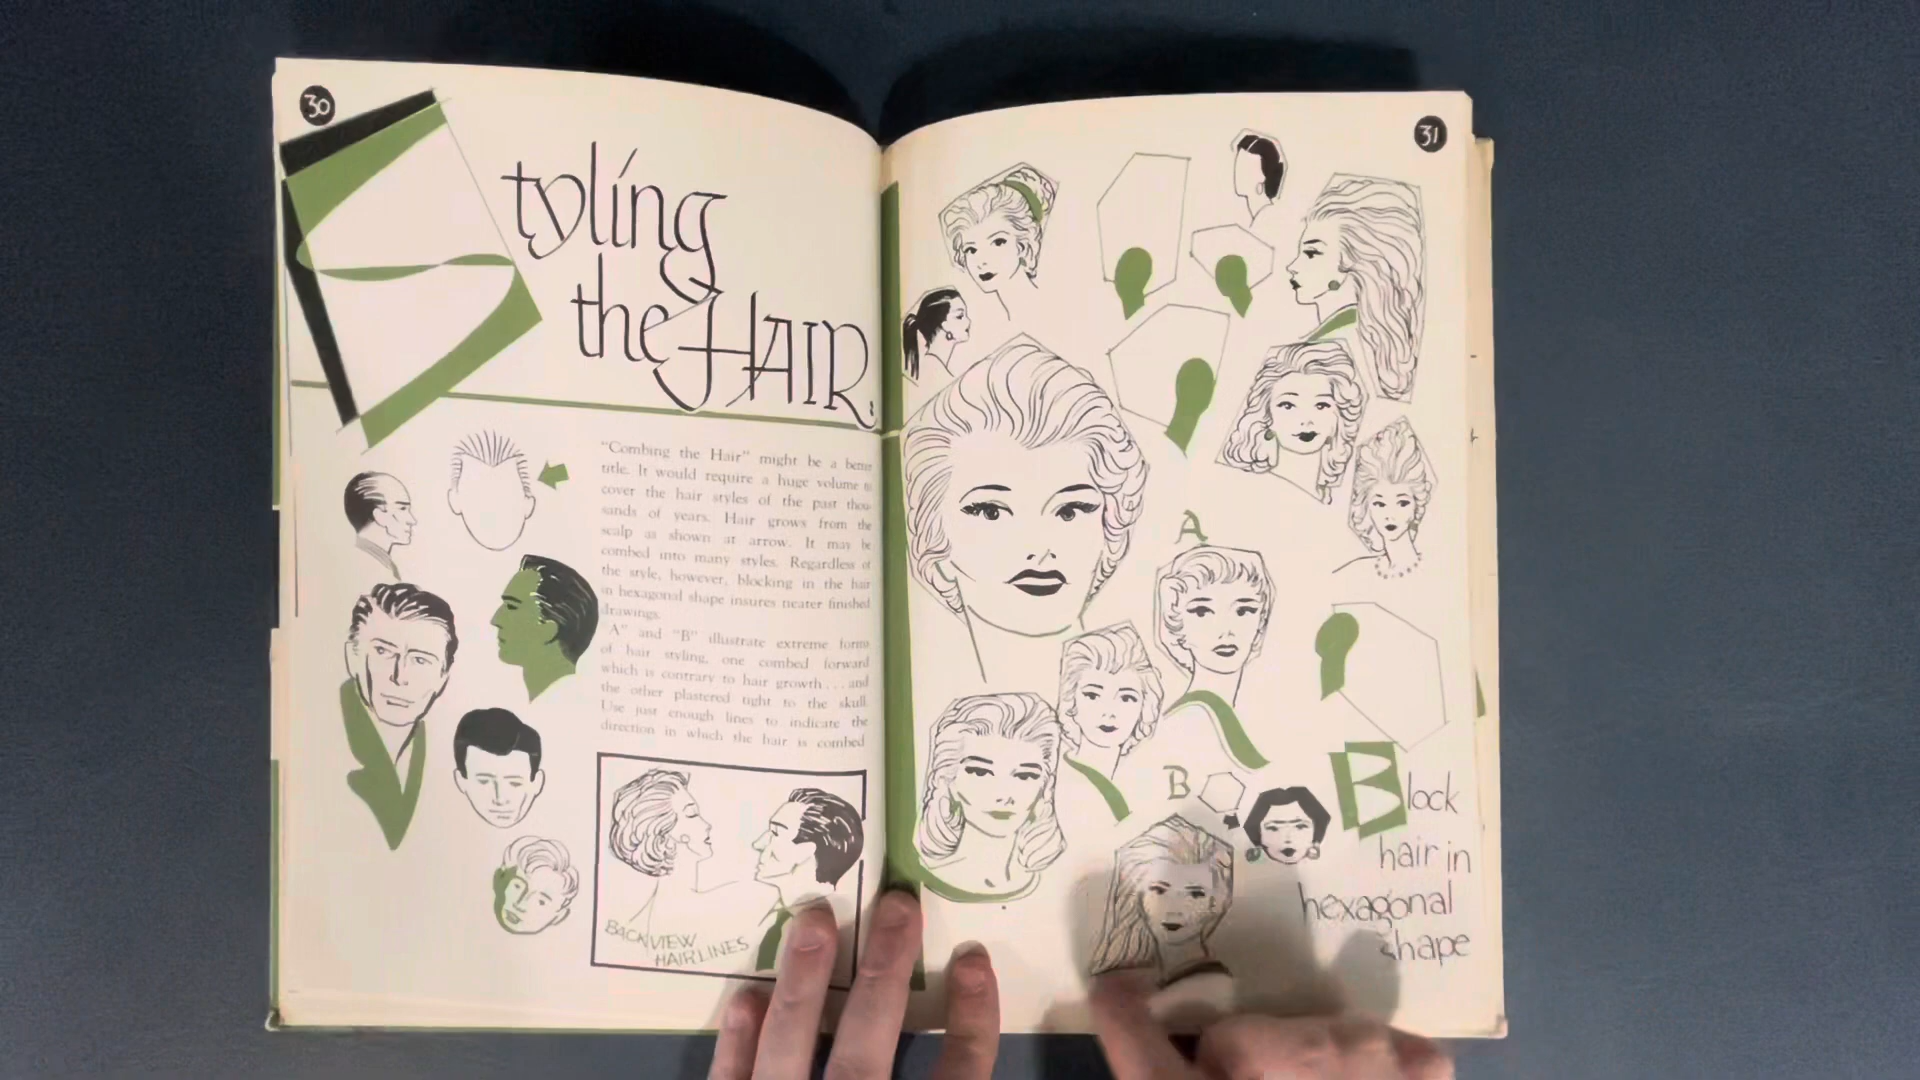 30
Styling
the HAIR.
"Combing the Hair" might be a better
title. It would require a huge volume to
cover the hair styles of the past thou-
sands of years. Hair grows from the
scalp as shown at arrow. It may be
combed into many styles. Regardless of
the style, however, blocking in the hair
in hexagonal shape insures neater finished
drawings.
"A" and "B" illustrate extreme forms
of hair styling, one combed forward
which is contrary to hair growth... and
the other plastered tight to the skull.
Use just enough lines to indicate the
direction in which the hair is combed
BACK VIEW
HAIRLINES
31
A
B
Block
hair in
hexagonal
shape